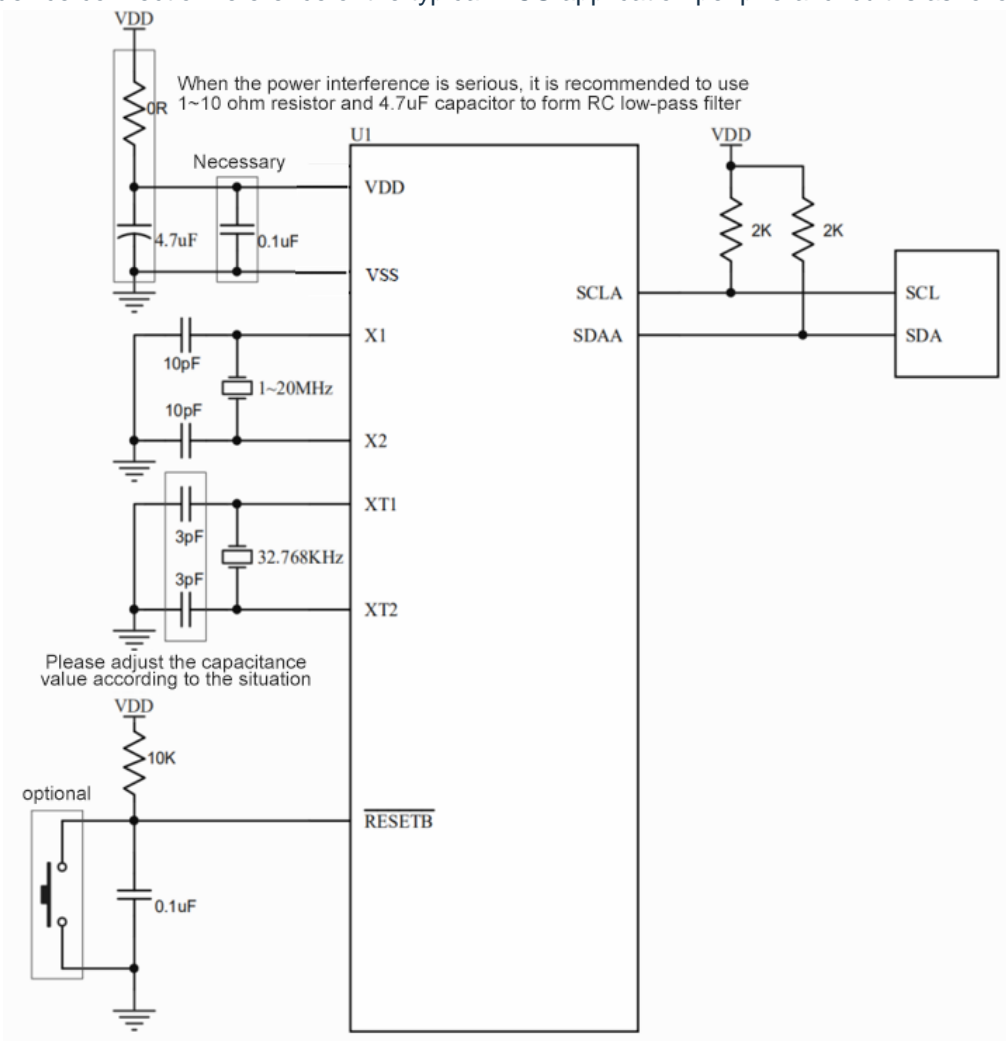 VDD
0R
When the power interference is serious, it is recommended to use
1~10 ohm resistor and 4.7uF capacitor to form RC low-pass filter
U1
VDD
Necessary
VDD
4.7uF
0.1uF
VSS
2K
2K
SCLA
SCL
SDAA
SDA
X1
10pF
1~20MHz
10pF
X2
XT1
3pF
32.768KHz
3pF
XT2
Please adjust the capacitance
value according to the situation
VDD
10K
optional
RESETB
0.1uF